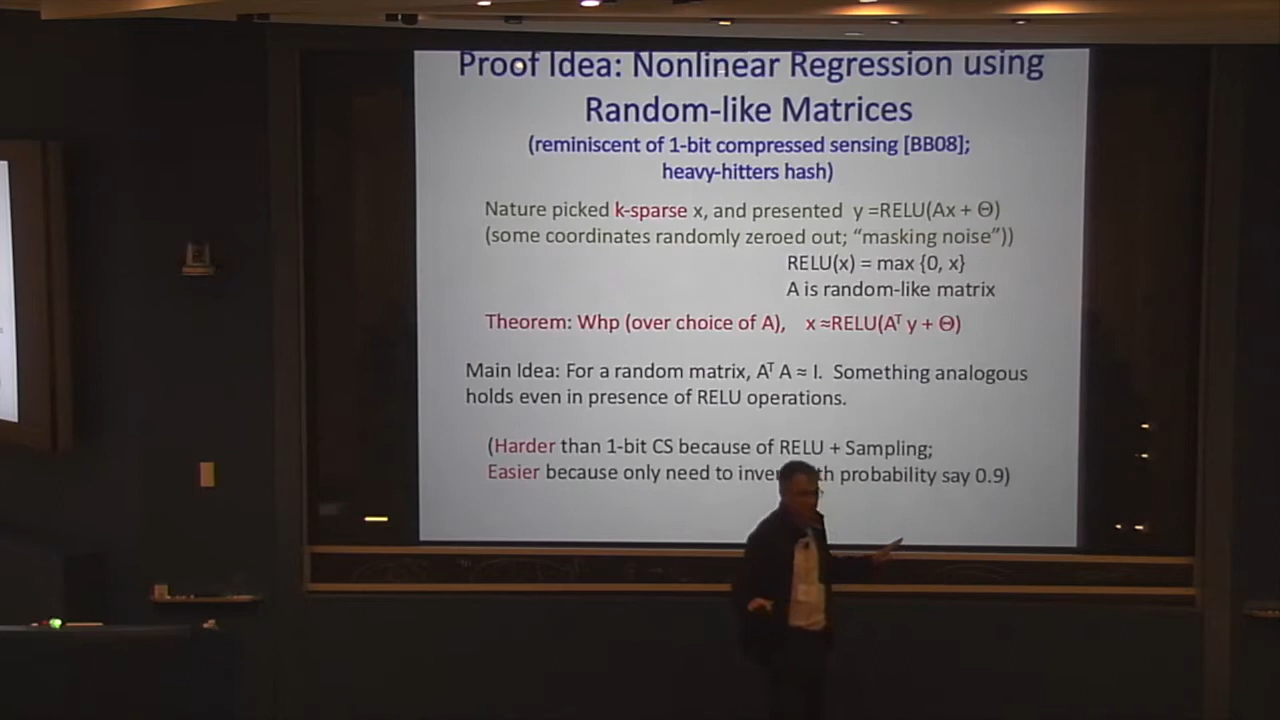 Proof Idea: Nonlinear Regression using
Random-like Matrices
(reminiscent of 1-bit compressed sensing [BB08];
heavy-hitters hash)
Nature picked k-sparse x, and presented y =RELU(Ax + Θ)
(some coordinates randomly zeroed out; “masking noise”))
RELU(x) = max {0, x}
A is random-like matrix
Theorem: Whp (over choice of A), x ≈RELU(Aᵀ y + Θ)
Main Idea: For a random matrix, Aᵀ A ≈ I. Something analogous
holds even in presence of RELU operations.
(Harder than 1-bit CS because of RELU + Sampling;
Easier because only need to inve th probability say 0.9)